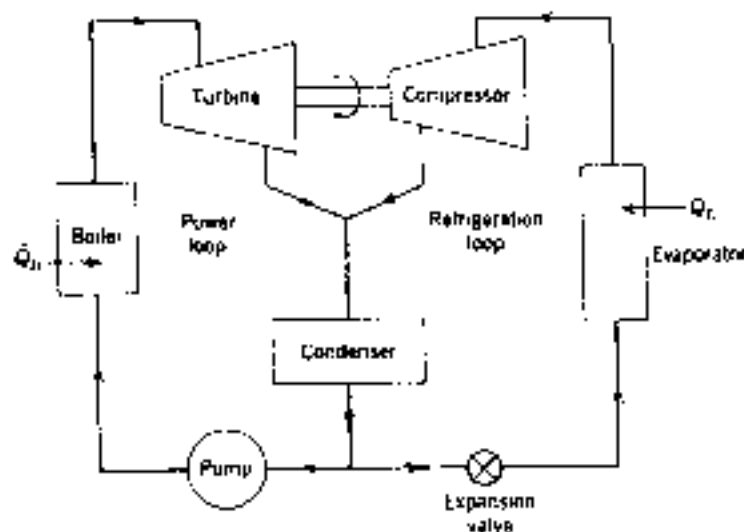 Turbine
Compressor
Power
loop
Refrigeration
loop
Boiler
Evaporator
Condenser
Pump
Expansion
valve